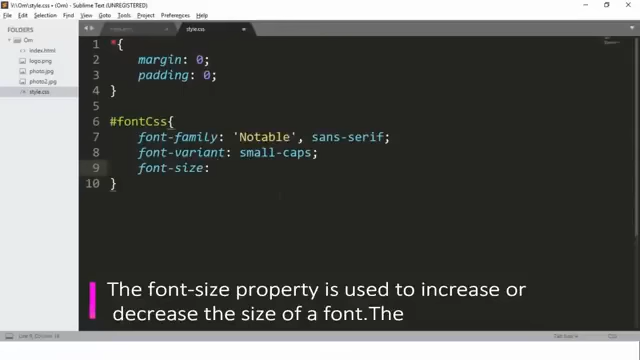 V:\Om\style.css • (Om) - Sublime Text (UNREGISTERED)
File Edit Selection Find View Goto Tools Project Preferences Help
FOLDERS
Om
index.html
logo.png
photo.jpg
photo2.jpg
style.css
style.css
1 *{
2 margin: 0;
3 padding: 0;
4 }
5
6 #fontCss{
7 font-family: 'Notable', sans-serif;
8 font-variant: small-caps;
9 font-size:
10 }
The font-size property is used to increase or
decrease the size of a font.The